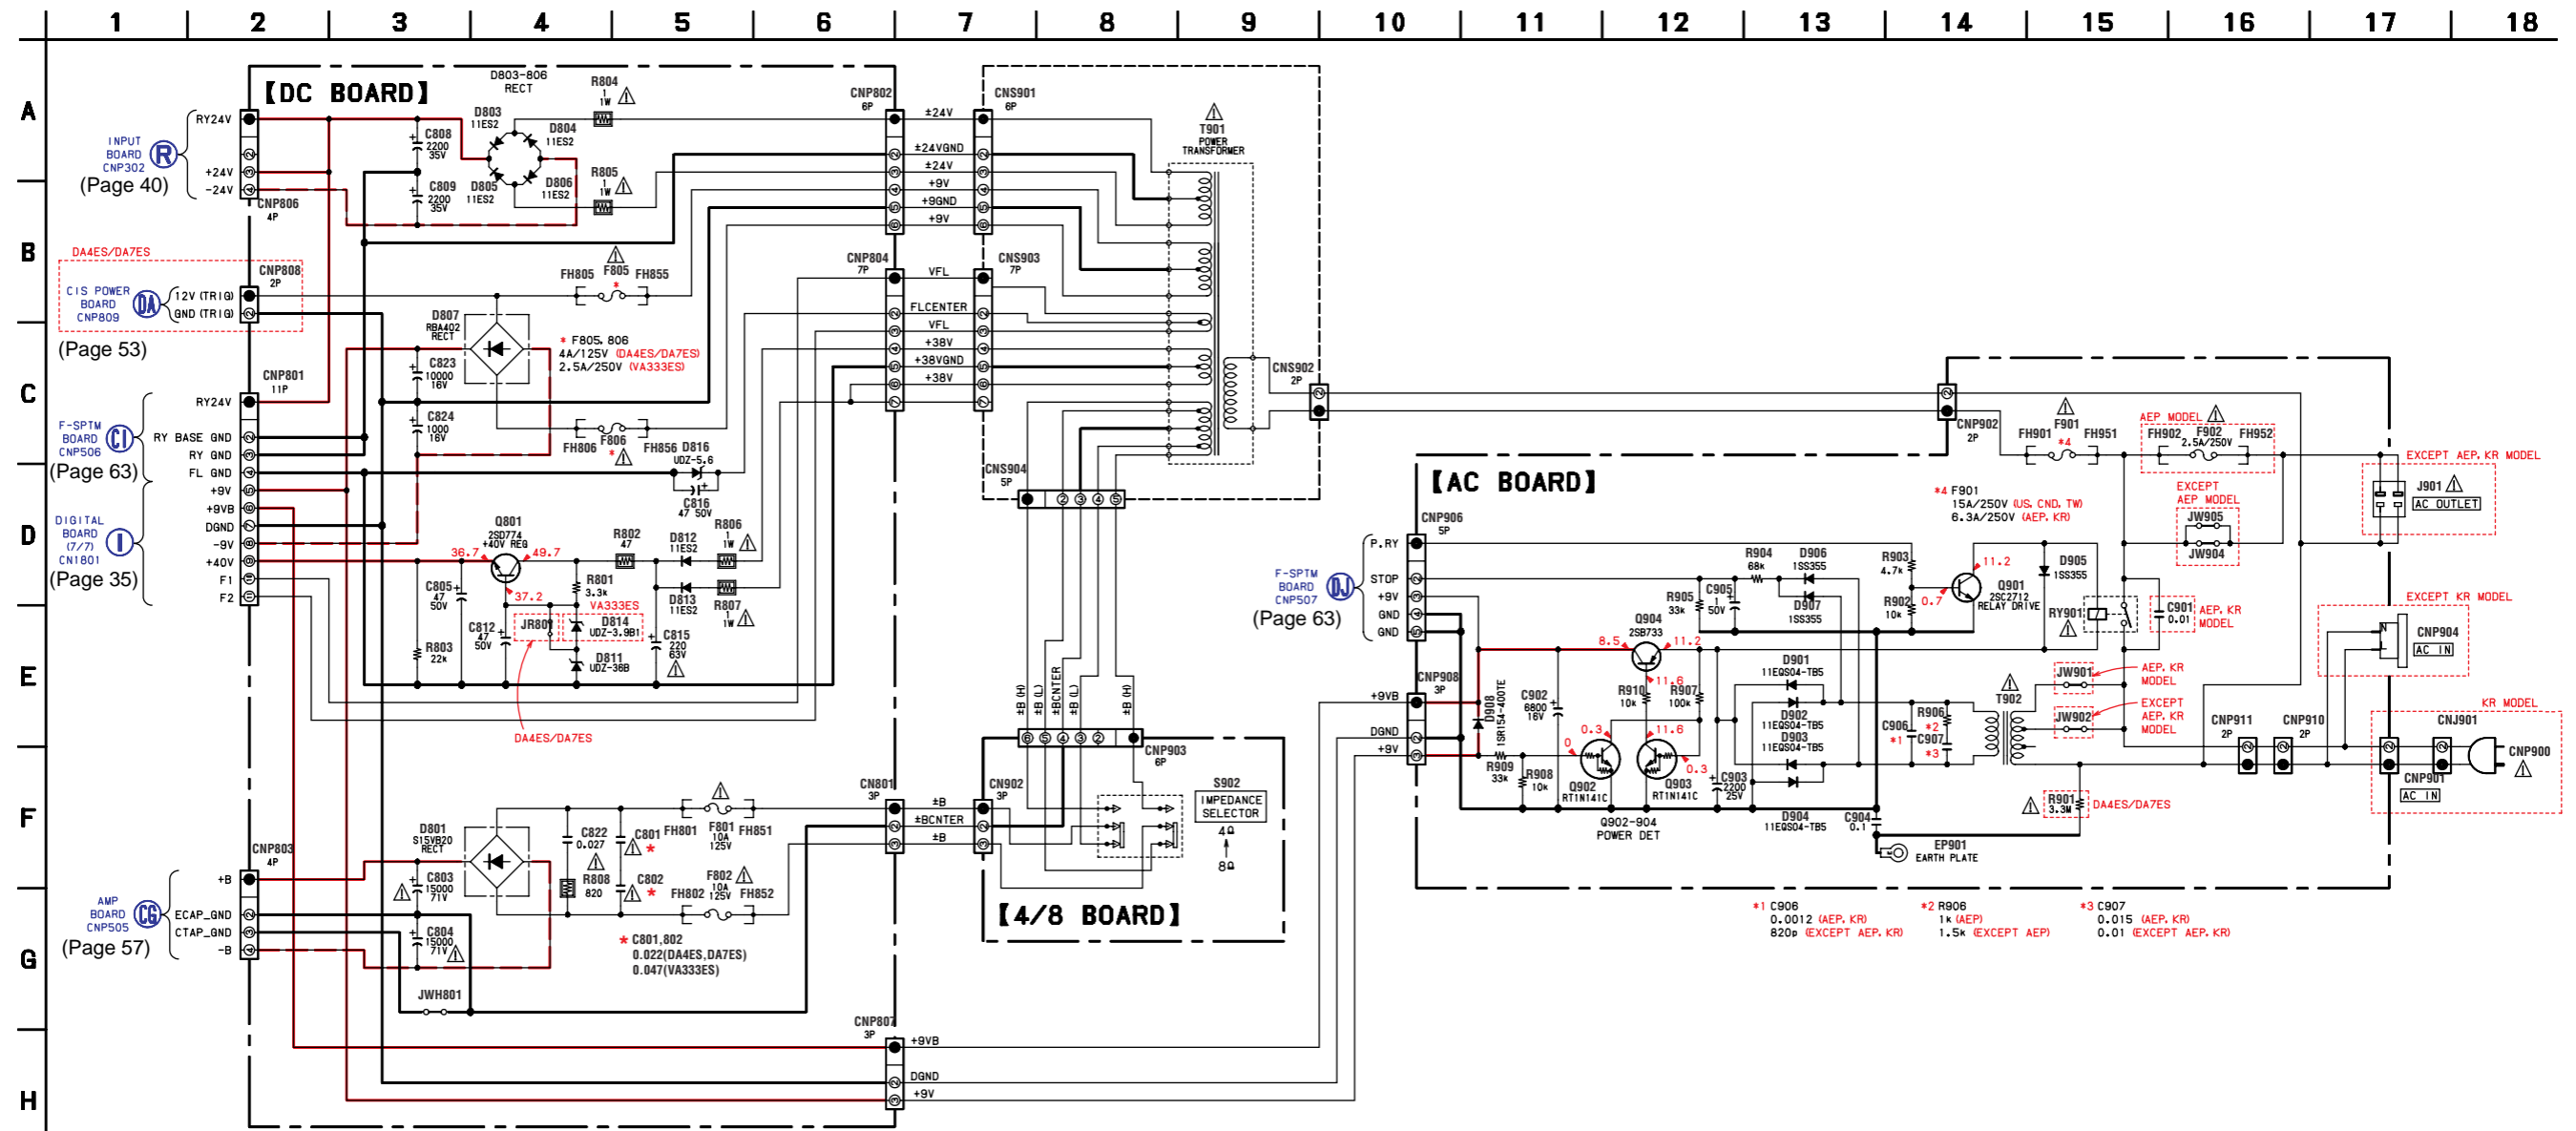 1 2 3 4 5 6 7 8 9 10 11 12 13 14 15 16 17 18
A
B
C
D
E
F
G
H
【DC BOARD】
INPUT
BOARD
CNP302
R
(Page 40)
RY24V
+24V
-24V
CNP806
4P
D803-806
RECT
D803
11ES2
D804
11ES2
D805
11ES2
D806
11ES2
C808
2200
35V
C809
2200
35V
R804
1
1W
R805
1
1W
CNP802
6P
±24V
±24VGND
±24V
+9V
+9GND
+9V
CNS901
6P
T901
POWER
TRANSFORMER
DA4ES/DA7ES
CIS POWER
BOARD
CNP809
DA
(Page 53)
12V (TRIG)
GND (TRIG)
CNP808
2P
FH805
F805
FH855
*
D807
RBA402
RECT
* F805, 806
4A/125V (DA4ES/DA7ES)
2.5A/250V (VA333ES)
C823
10000
16V
C824
1000
16V
FH806
F806
FH856
*
CNP804
7P
VFL
FLCENTER
VFL
+38V
+38VGND
+38V
CNS903
7P
CNS902
2P
CNS904
5P
F-SPTM
BOARD
CNP506
CI
(Page 63)
DIGITAL
BOARD
(7/7)
CN1801
I
(Page 35)
CNP801
11P
RY24V
RY BASE GND
RY GND
FL GND
+9V
+9VB
DGND
-9V
+40V
F1
F2
D816
UDZ-5.6
C816
47 50V
Q801
2SD774
+40V REG
36.7
49.7
37.2
R802
47
D812
11ES2
R806
1
1W
D813
11ES2
R807
1
1W
R801
3.3k
VA333ES
D814
UDZ-3.9B1
JR801
D811
UDZ-36B
C805
47
50V
C812
47
50V
R803
22k
C815
220
63V
DA4ES/DA7ES
±B (H)
±B (L)
±BCNTER
±B (L)
±B (H)
CNP903
6P
S902
IMPEDANCE
SELECTOR
4Ω
8Ω
【4/8 BOARD】
CN801
3P
±B
±BCNTER
±B
CN902
3P
AMP
BOARD
CNP505
CG
(Page 57)
CNP803
4P
+B
ECAP_GND
CTAP_GND
-B
D801
S15VB20
RECT
C803
15000
71V
C804
15000
71V
C822
0.027
R808
820
C801
*
C802
*
FH801
F801
10A
125V
FH851
FH802
F802
10A
125V
FH852
* C801,802
0.022(DA4ES,DA7ES)
0.047(VA333ES)
JWH801
CNP807
3P
+9VB
DGND
+9V
【AC BOARD】
F-SPTM
BOARD
CNP507
DJ
(Page 63)
CNP906
5P
P.RY
STOP
+9V
GND
GND
CNP908
3P
+9VB
DGND
+9V
D908
1SR154-400TE
C902
6800
16V
R909
33k
R908
10k
Q904
2SB733
8.5
11.2
11.6
R910
10k
R907
100k
0.3
11.6
0
0.3
Q902
RT1N141C
Q903
RT1N141C
Q902-904
POWER DET
C903
2200
25V
R905
33k
C905
1
50V
R904
68k
D906
1SS355
D907
1SS355
D901
11EQS04-TB5
D902
11EQS04-TB5
D903
11EQS04-TB5
D904
11EQS04-TB5
C904
0.1
EP901
EARTH PLATE
R903
4.7k
R902
10k
0.7
11.2
Q901
2SC2712
RELAY DRIVE
D905
1SS355
RY901
C901
0.01
AEP, KR
MODEL
C906
*1
R906
*2
C907
*3
T902
JW901
AEP, KR
MODEL
JW902
EXCEPT
AEP, KR
MODEL
R901
3.3M
DA4ES/DA7ES
CNP902
2P
FH901
F901
FH951
*4
AEP MODEL
FH902
F902
2.5A/250V
FH952
*4 F901
15A/250V (US, CND, TW)
6.3A/250V (AEP, KR)
EXCEPT
AEP MODEL
JW905
JW904
EXCEPT AEP, KR MODEL
J901
AC OUTLET
EXCEPT KR MODEL
CNP904
AC IN
N
KR MODEL
CNP911
2P
CNP910
2P
CNJ901
CNP901
AC IN
CNP900
*1 C906
0.0012 (AEP, KR)
820p (EXCEPT AEP, KR)
*2 R906
1k (AEP)
1.5k (EXCEPT AEP)
*3 C907
0.015 (AEP, KR)
0.01 (EXCEPT AEP, KR)